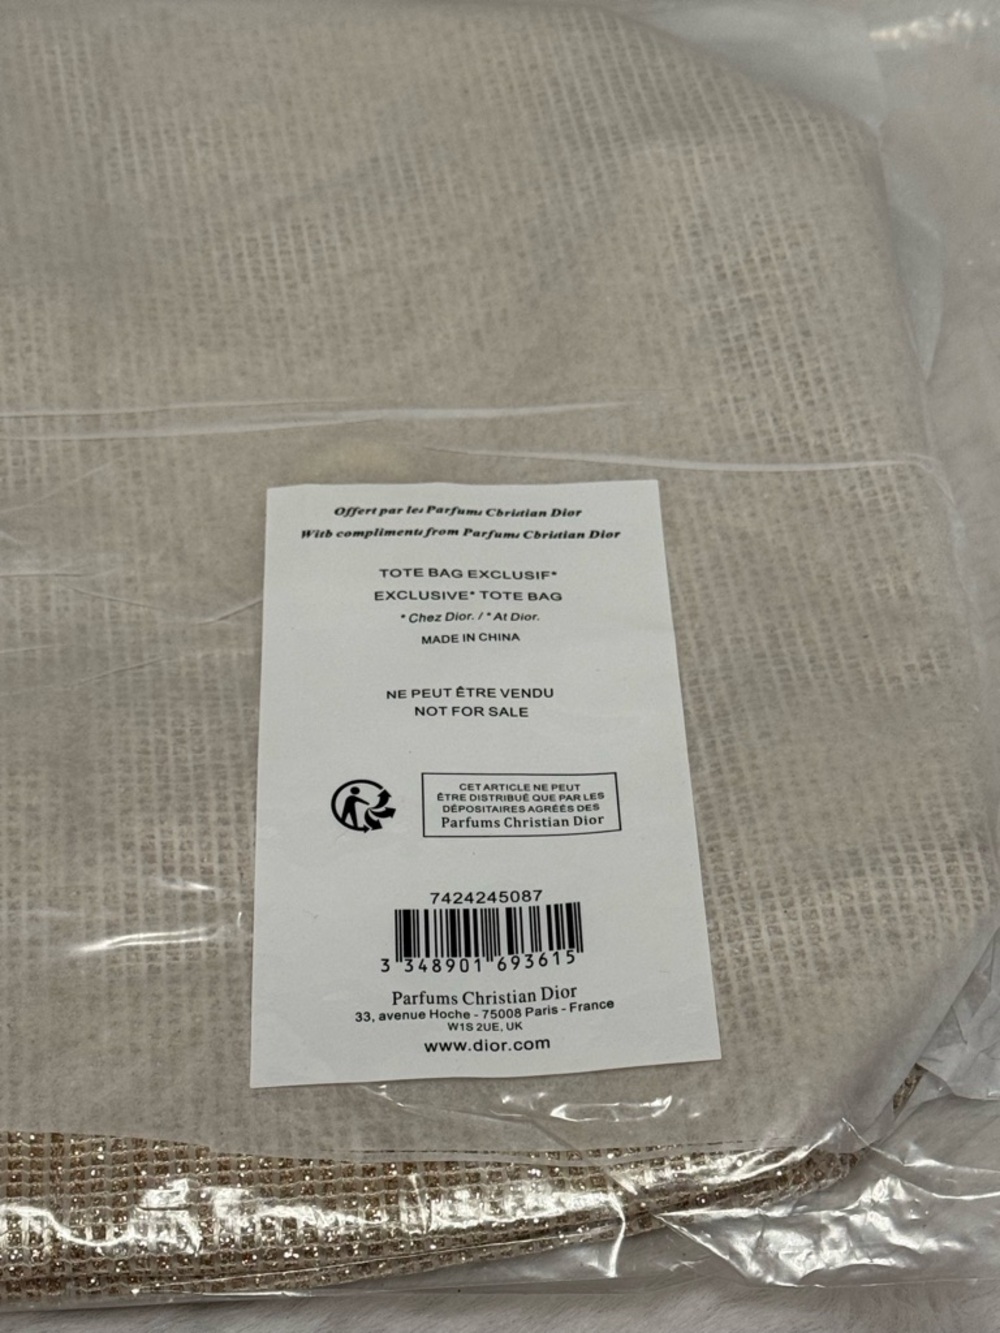 Offert par les Parfums Christian Dior
With compliments from Parfums Christian Dior
TOTE BAG EXCLUSIF*
EXCLUSIVE* TOTE BAG
* Chez Dior. / * At Dior.
MADE IN CHINA
NE PEUT ÊTRE VENDU
NOT FOR SALE
CET ARTICLE NE PEUT
ÊTRE DISTRIBUÉ QUE PAR LES
DÉPOSITAIRES AGRÉÉS DES
Parfums Christian Dior
7424245087
3 348901 693615
Parfums Christian Dior
33, avenue Hoche - 75008 Paris - France
W1S 2UE, UK
www.dior.com